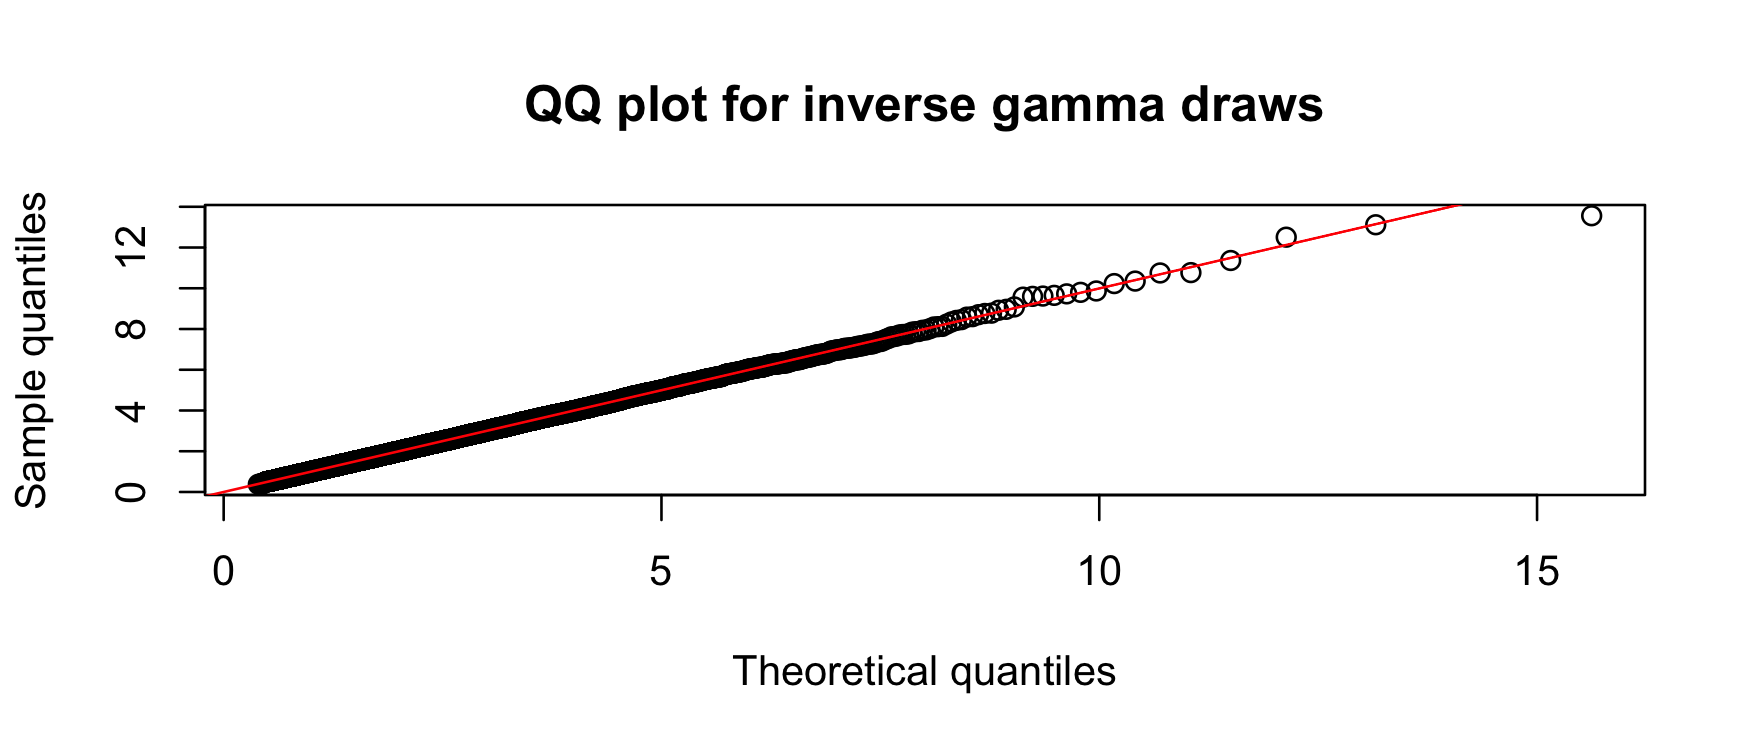 QQ plot for inverse gamma draws
Sample quantiles
12
8
4
0
0 5 10 15
Theoretical quantiles